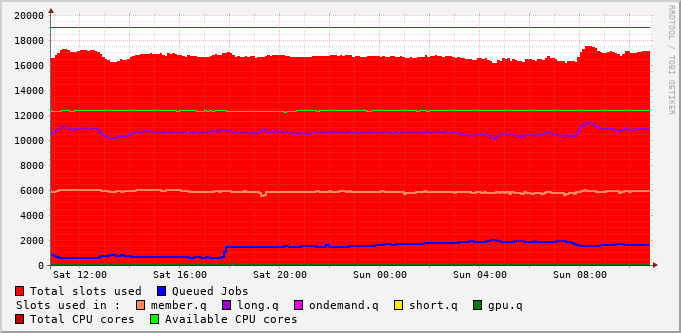 20000
18000
16000
14000
12000
10000
8000
6000
4000
2000
0
Sat 12:00 Sat 16:00 Sat 20:00 Sun 00:00 Sun 04:00 Sun 08:00
RRDTOOL / TOBI OETIKER
Total slots used Queued Jobs
Slots used in : member.q long.q ondemand.q short.q gpu.q
Total CPU cores Available CPU cores